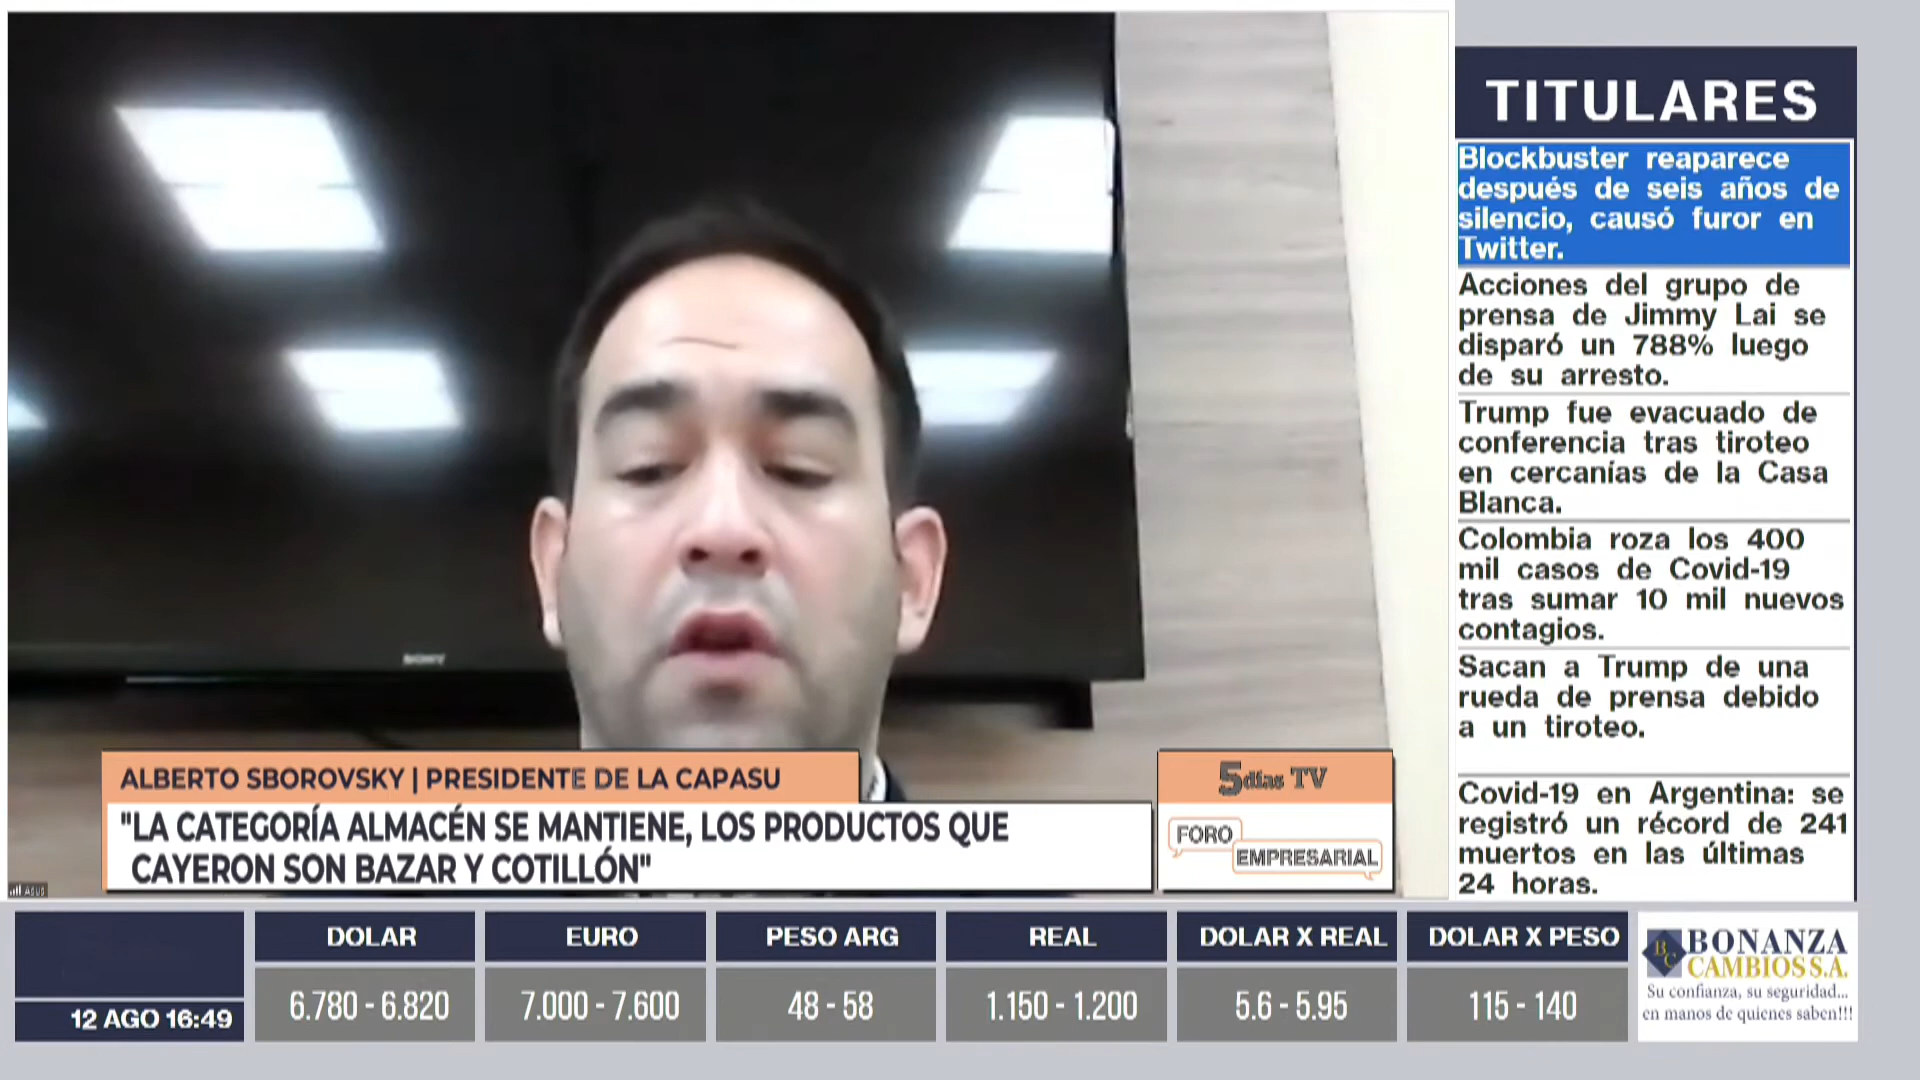 TITULARES
Blockbuster reaparece
después de seis años de
silencio, causó furor en
Twitter.
Acciones del grupo de
prensa de Jimmy Lai se
disparó un 788% luego
de su arresto.
Trump fue evacuado de
conferencia tras tiroteo
en cercanías de la Casa
Blanca.
Colombia roza los 400
mil casos de Covid-19
tras sumar 10 mil nuevos
contagios.
Sacan a Trump de una
rueda de prensa debido
a un tiroteo.
Covid-19 en Argentina: se
registró un récord de 241
muertos en las últimas
24 horas.
SONY
ALBERTO SBOROVSKY | PRESIDENTE DE LA CAPASU
"LA CATEGORÍA ALMACÉN SE MANTIENE, LOS PRODUCTOS QUE
CAYERON SON BAZAR Y COTILLÓN"
5días TV
FORO
EMPRESARIAL
Agus
12 AGO 16:49
DOLAR
6.780 - 6.820
EURO
7.000 - 7.600
PESO ARG
48 - 58
REAL
1.150 - 1.200
DOLAR X REAL
5.6 - 5.95
DOLAR X PESO
115 - 140
BC
BONANZA
CAMBIOS S.A.
Su confianza, su seguridad...
en manos de quienes saben!!!